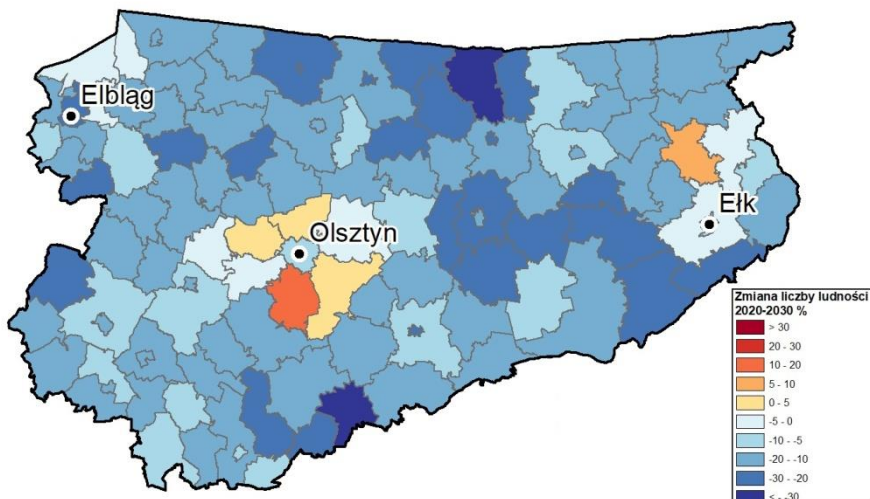 Elbląg
Ełk
Olsztyn
Zmiana liczby ludności
2020-2030 %
> 30
20 - 30
10 - 20
5 - 10
0 - 5
-5 - 0
-10 - -5
-20 - -10
-30 - -20
< - -30